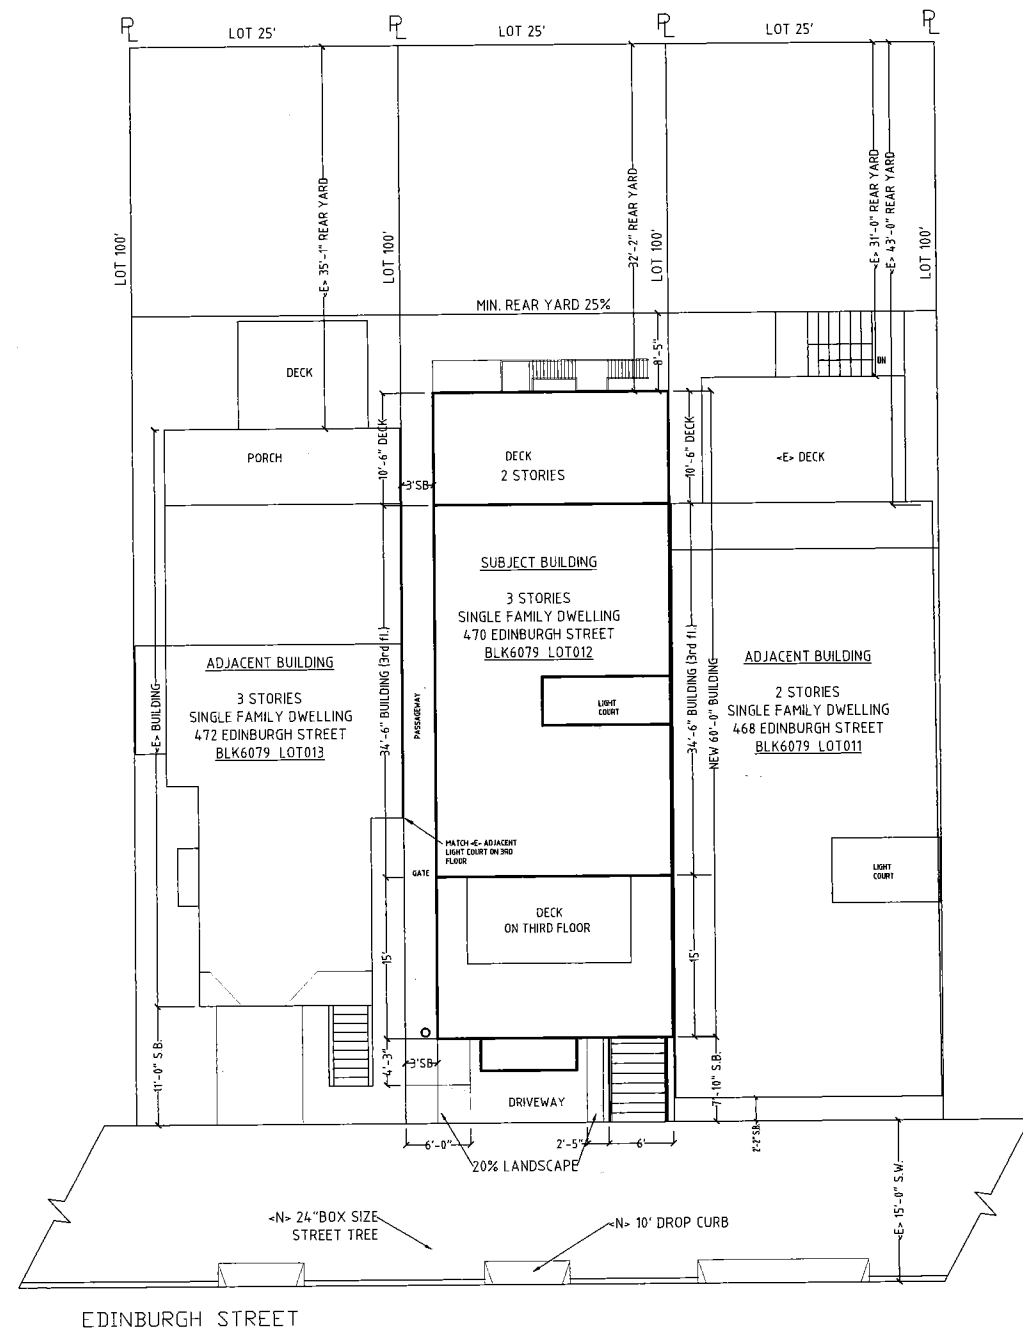 PL
PL
PL
PL
LOT 25'
LOT 25'
LOT 25'
LOT 100'
<E> 35'-1" REAR YARD
LOT 100'
32'-2" REAR YARD
LOT 100'
<E> 31'-0" REAR YARD
<E> 43'-0" REAR YARD
LOT 100'
MIN. REAR YARD 25%
8'-5"
DN
DECK
10'-6" DECK
PORCH
3'SB
DECK
2 STORIES
10'-6" DECK
<E> DECK
SUBJECT BUILDING
3 STORIES
SINGLE FAMILY DWELLING
470 EDINBURGH STREET
BLK6079 LOT012
ADJACENT BUILDING
3 STORIES
SINGLE FAMILY DWELLING
472 EDINBURGH STREET
BLK6079 LOT013
ADJACENT BUILDING
2 STORIES
SINGLE FAMILY DWELLING
468 EDINBURGH STREET
BLK6079 LOT011
<E> BUILDING
34'-6" BUILDING (3rd fl.)
PASSAGEWAY
LIGHT
COURT
34'-6" BUILDING (3rd fl.)
NEW 60'-0" BUILDING
MATCH <E> ADJACENT
LIGHT COURT ON 3RD
FLOOR
GATE
LIGHT
COURT
DECK
ON THIRD FLOOR
15'
15'
11'-0" S.B.
4'-3"
3'SB
DRIVEWAY
7'-10" S.B.
2'-2" S.B.
6'-0"
2'-5"
6'
20% LANDSCAPE
<E> 15'-0" S.W.
<N> 24"BOX SIZE
STREET TREE
<N> 10' DROP CURB
EDINBURGH STREET